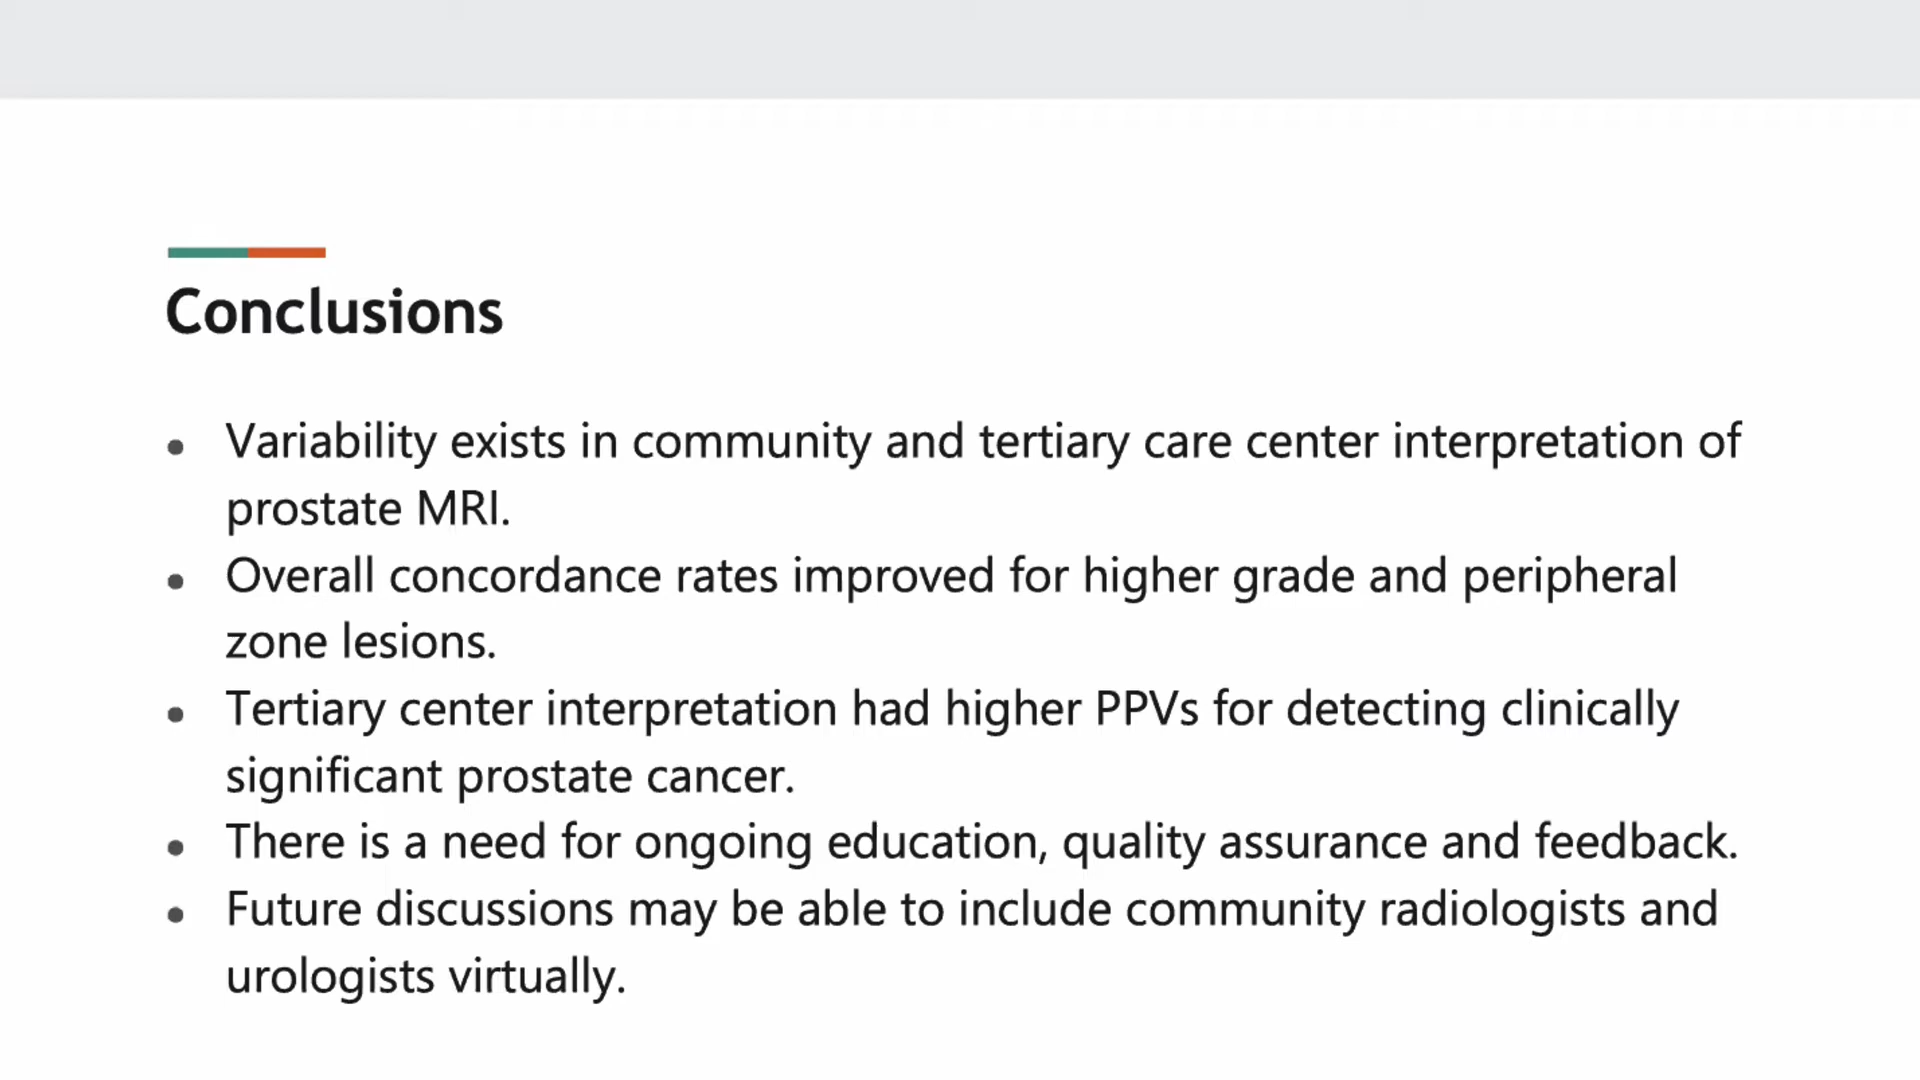 Conclusions
• Variability exists in community and tertiary care center interpretation of
prostate MRI.
• Overall concordance rates improved for higher grade and peripheral
zone lesions.
• Tertiary center interpretation had higher PPVs for detecting clinically
significant prostate cancer.
• There is a need for ongoing education, quality assurance and feedback.
• Future discussions may be able to include community radiologists and
urologists virtually.